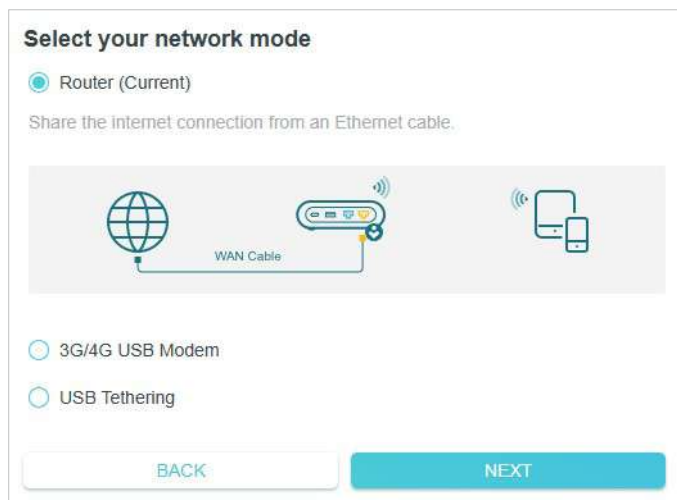 Select your network mode
Router (Current)
Share the internet connection from an Ethernet cable.
WAN Cable
3G/4G USB Modem
USB Tethering
BACK
NEXT